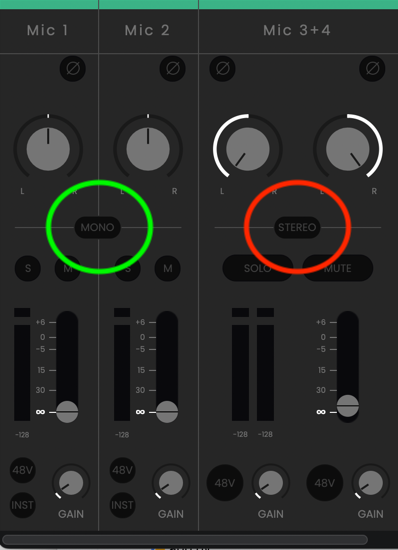 Mic 1 Mic 2 Mic 3+4
Ø Ø Ø Ø
L R L R
MONO STEREO
S M S M SOLO MUTE
+6 +6 +6
0 0 0
-5 -5 -5
15 15 15
30 30 30
∞ ∞ ∞
-128 -128 -128 -128
48V 48V 48V 48V
INST INST
GAIN GAIN GAIN GAIN